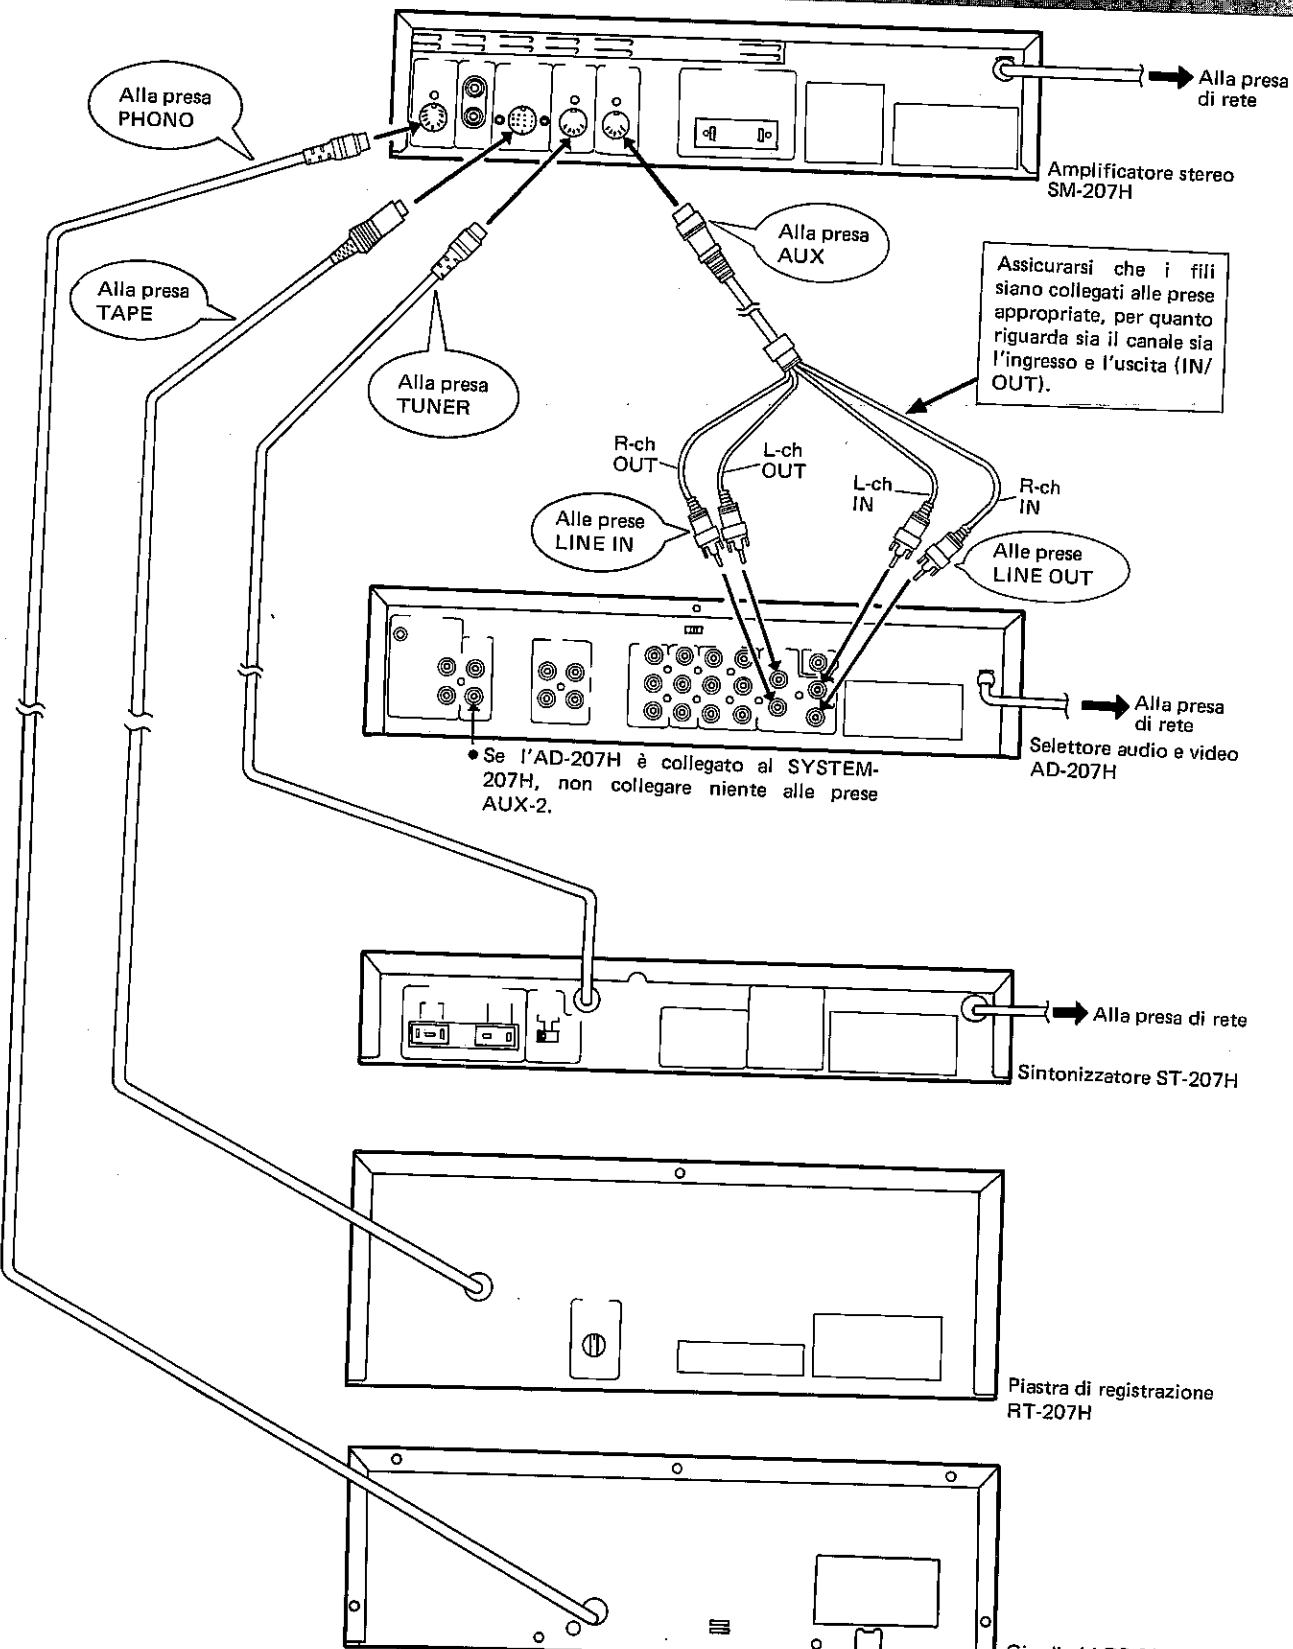 Alla presa
di rete
Alla presa
PHONO
Amplificatore stereo
SM-207H
Alla presa
AUX
Alla presa
TAPE
Assicurarsi che i fili
siano collegati alle prese
appropriate, per quanto
riguarda sia il canale sia
l'ingresso e l'uscita (IN/
OUT).
Alla presa
TUNER
R-ch
OUT
L-ch
OUT
L-ch
IN
R-ch
IN
Alle prese
LINE IN
Alle prese
LINE OUT
Alla presa
di rete
Selettore audio e video
AD-207H
● Se l'AD-207H è collegato al SYSTEM-
207H, non collegare niente alle prese
AUX-2.
Alla presa di rete
Sintonizzatore ST-207H
Piastra di registrazione
RT-207H